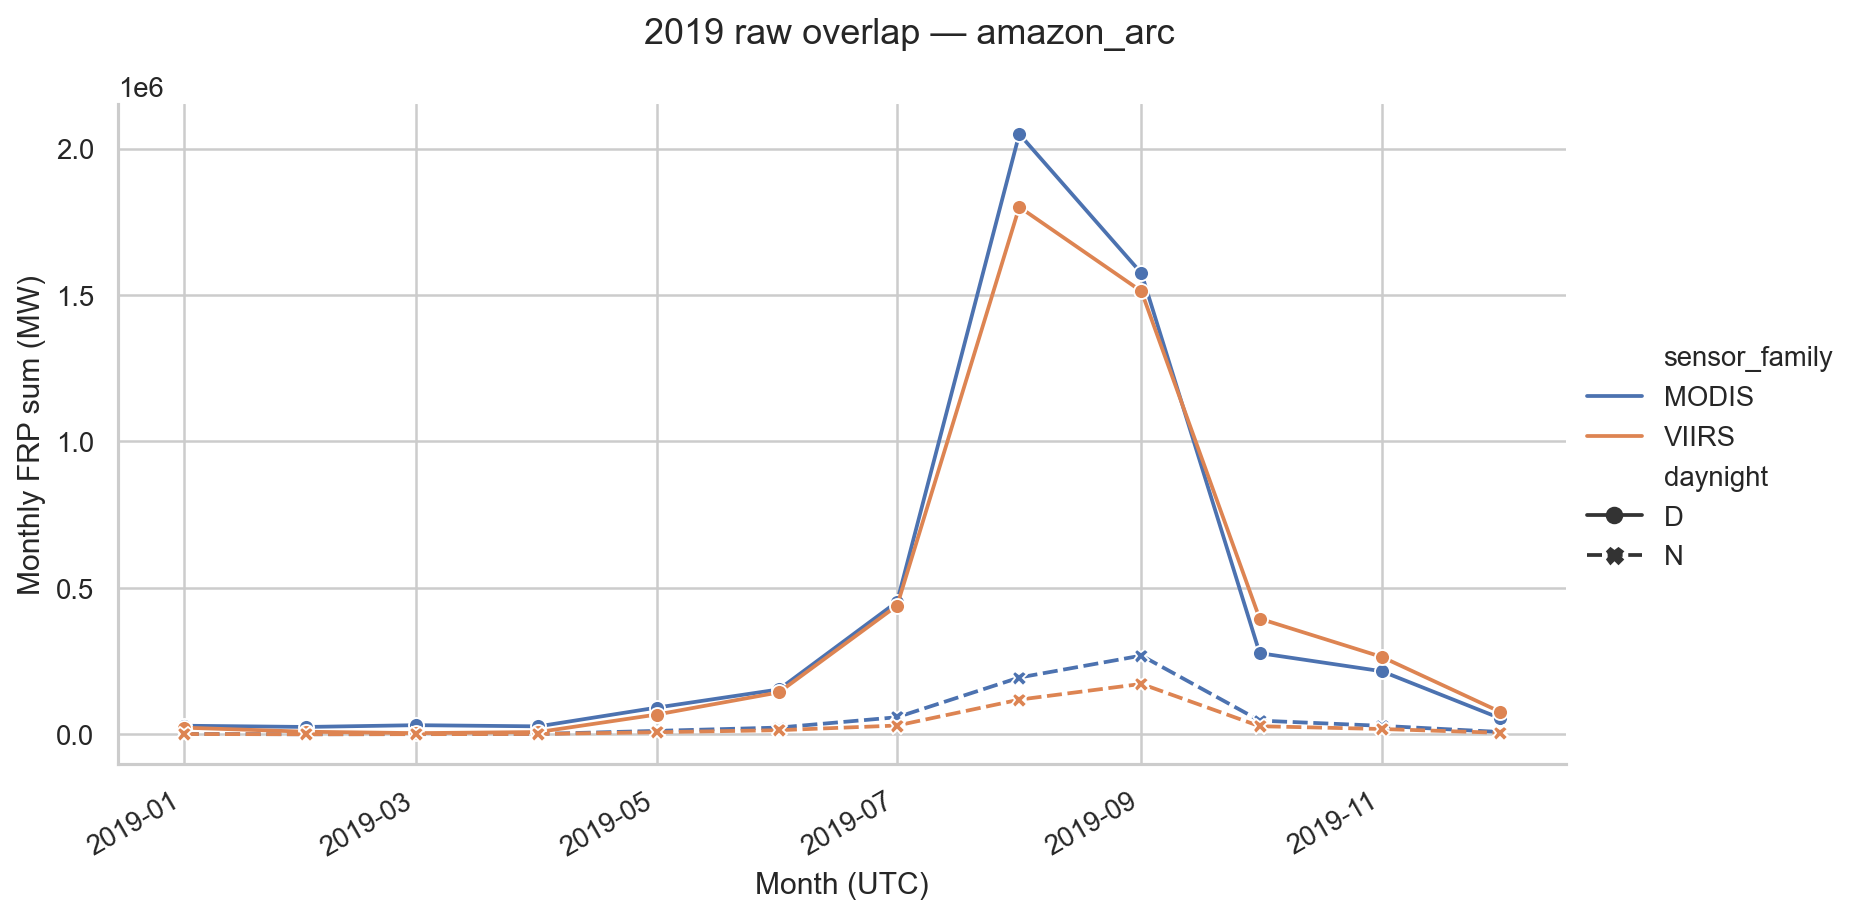 2019 raw overlap — amazon_arc
1e6
2.0
1.5
1.0
0.5
0.0
Monthly FRP sum (MW)
2019-01
2019-03
2019-05
2019-07
2019-09
2019-11
Month (UTC)
sensor_family
MODIS
VIIRS
daynight
D
N